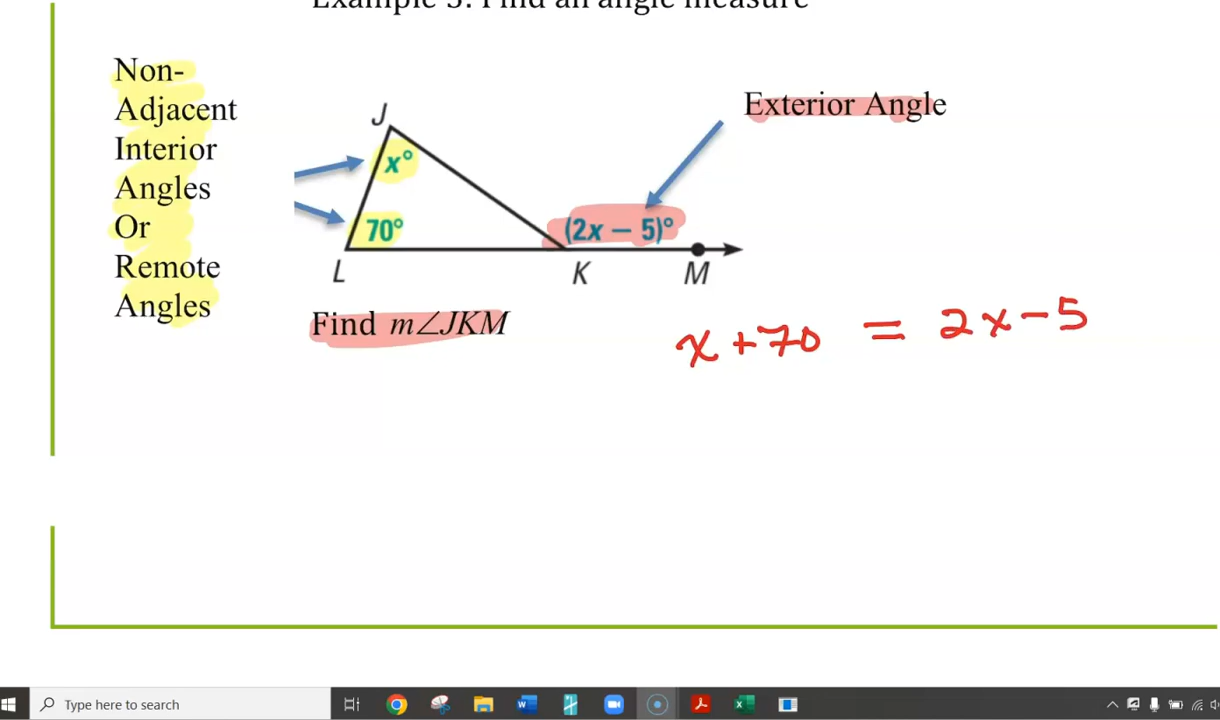 Example 3: Find an angle measure
Non-
Adjacent
Interior
Angles
Or
Remote
Angles
Exterior Angle
J
x°
70°
(2x – 5)°
L
K
M
Find m∠JKM
x + 70 = 2x – 5
Type here to search